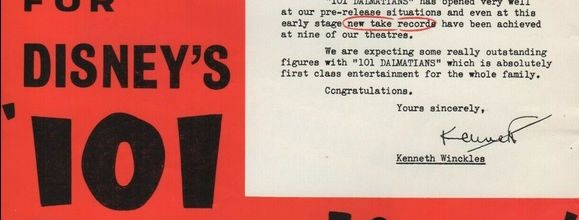 FOR
DISNEY'S
'101
"101 DALMATIANS" has opened very well
at our pre-release situations and even at this
early stage new take records have been achieved
at nine of our theatres.
We are expecting some really outstanding
figures with "101 DALMATIANS" which is absolutely
first class entertainment for the whole family.
Congratulations.
Yours sincerely,
Kenneth
Kenneth Winckles